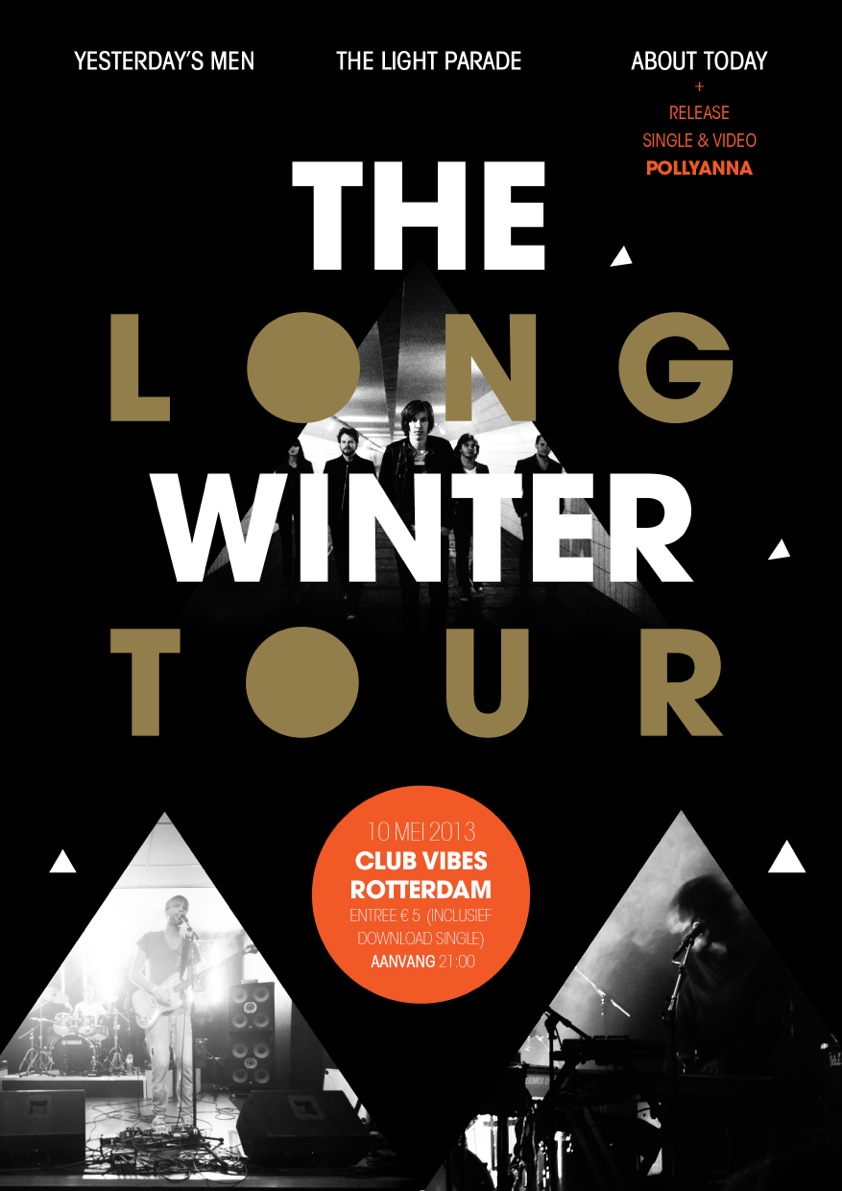 YESTERDAY'S MEN
THE LIGHT PARADE
ABOUT TODAY
+
RELEASE
SINGLE & VIDEO
POLLYANNA
THE
LONG
WINTER
TOUR
10 MEI 2013
CLUB VIBES
ROTTERDAM
ENTREE € 5 (INCLUSIEF
DOWNLOAD SINGLE)
AANVANG 21:00
YAMAHA